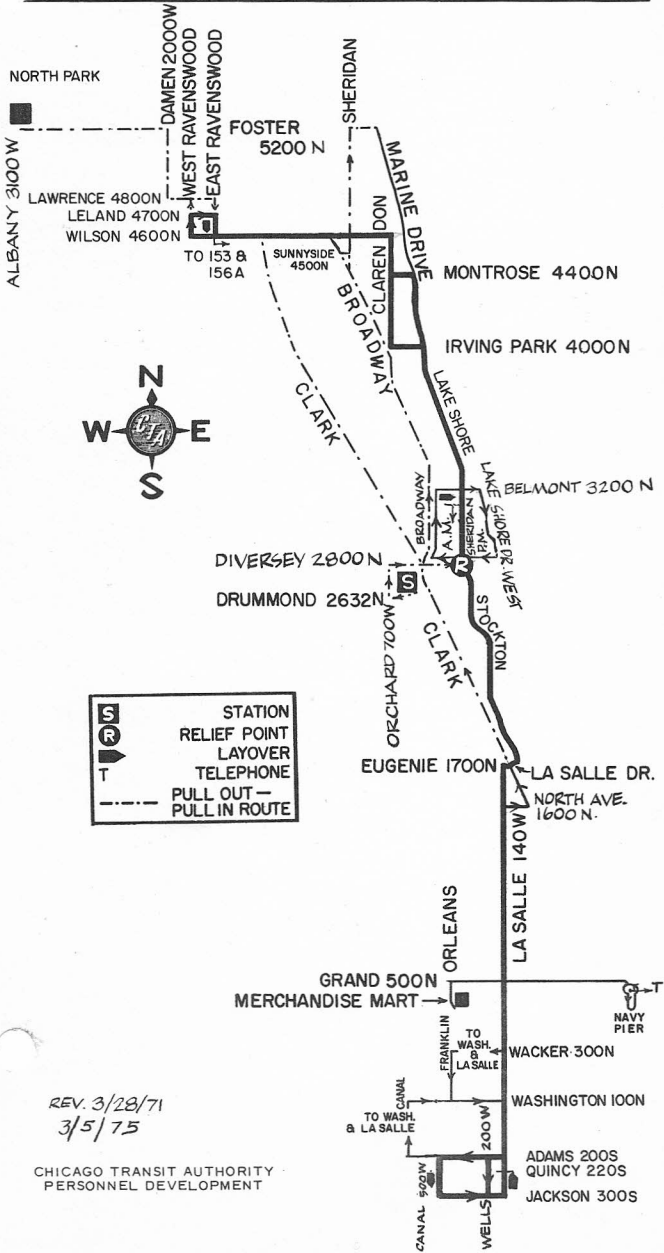 NORTH PARK
ALBANY 3100W
DAMEN 2000W
WEST RAVENSWOOD
EAST RAVENSWOOD
SHERIDAN
FOSTER
5200 N
LAWRENCE 4800N
LELAND 4700N
WILSON 4600N
T
TO 153 &
156A
SUNNYSIDE
4500N
CLARENDON
MARINE DRIVE
MONTROSE 4400N
BROADWAY
IRVING PARK 4000N
CLARK
LAKE SHORE
N
W
CTA
E
S
BROADWAY
A.M.
SHERIDAN
P.M.
LAKE SHORE DR. WEST
BELMONT 3200 N
DIVERSEY 2800N
R
S
DRUMMOND 2632N
ORCHARD 700W
CLARK
STOCKTON
S STATION
R RELIEF POINT
LAYOVER
T TELEPHONE
PULL OUT —
PULL IN ROUTE
EUGENIE 1700N
LA SALLE DR.
NORTH AVE.
1600 N.
LA SALLE 140W
ORLEANS
GRAND 500N
MERCHANDISE MART
T
NAVY
PIER
FRANKLIN
TO
WASH.
&
LA SALLE
WACKER 300N
CANAL
TO WASH.
& LA SALLE
WASHINGTON 100N
200W
ADAMS 200S
QUINCY 220S
JACKSON 300S
CANAL 500W
WELLS
REV. 3/28/71
3/5/75
CHICAGO TRANSIT AUTHORITY
PERSONNEL DEVELOPMENT